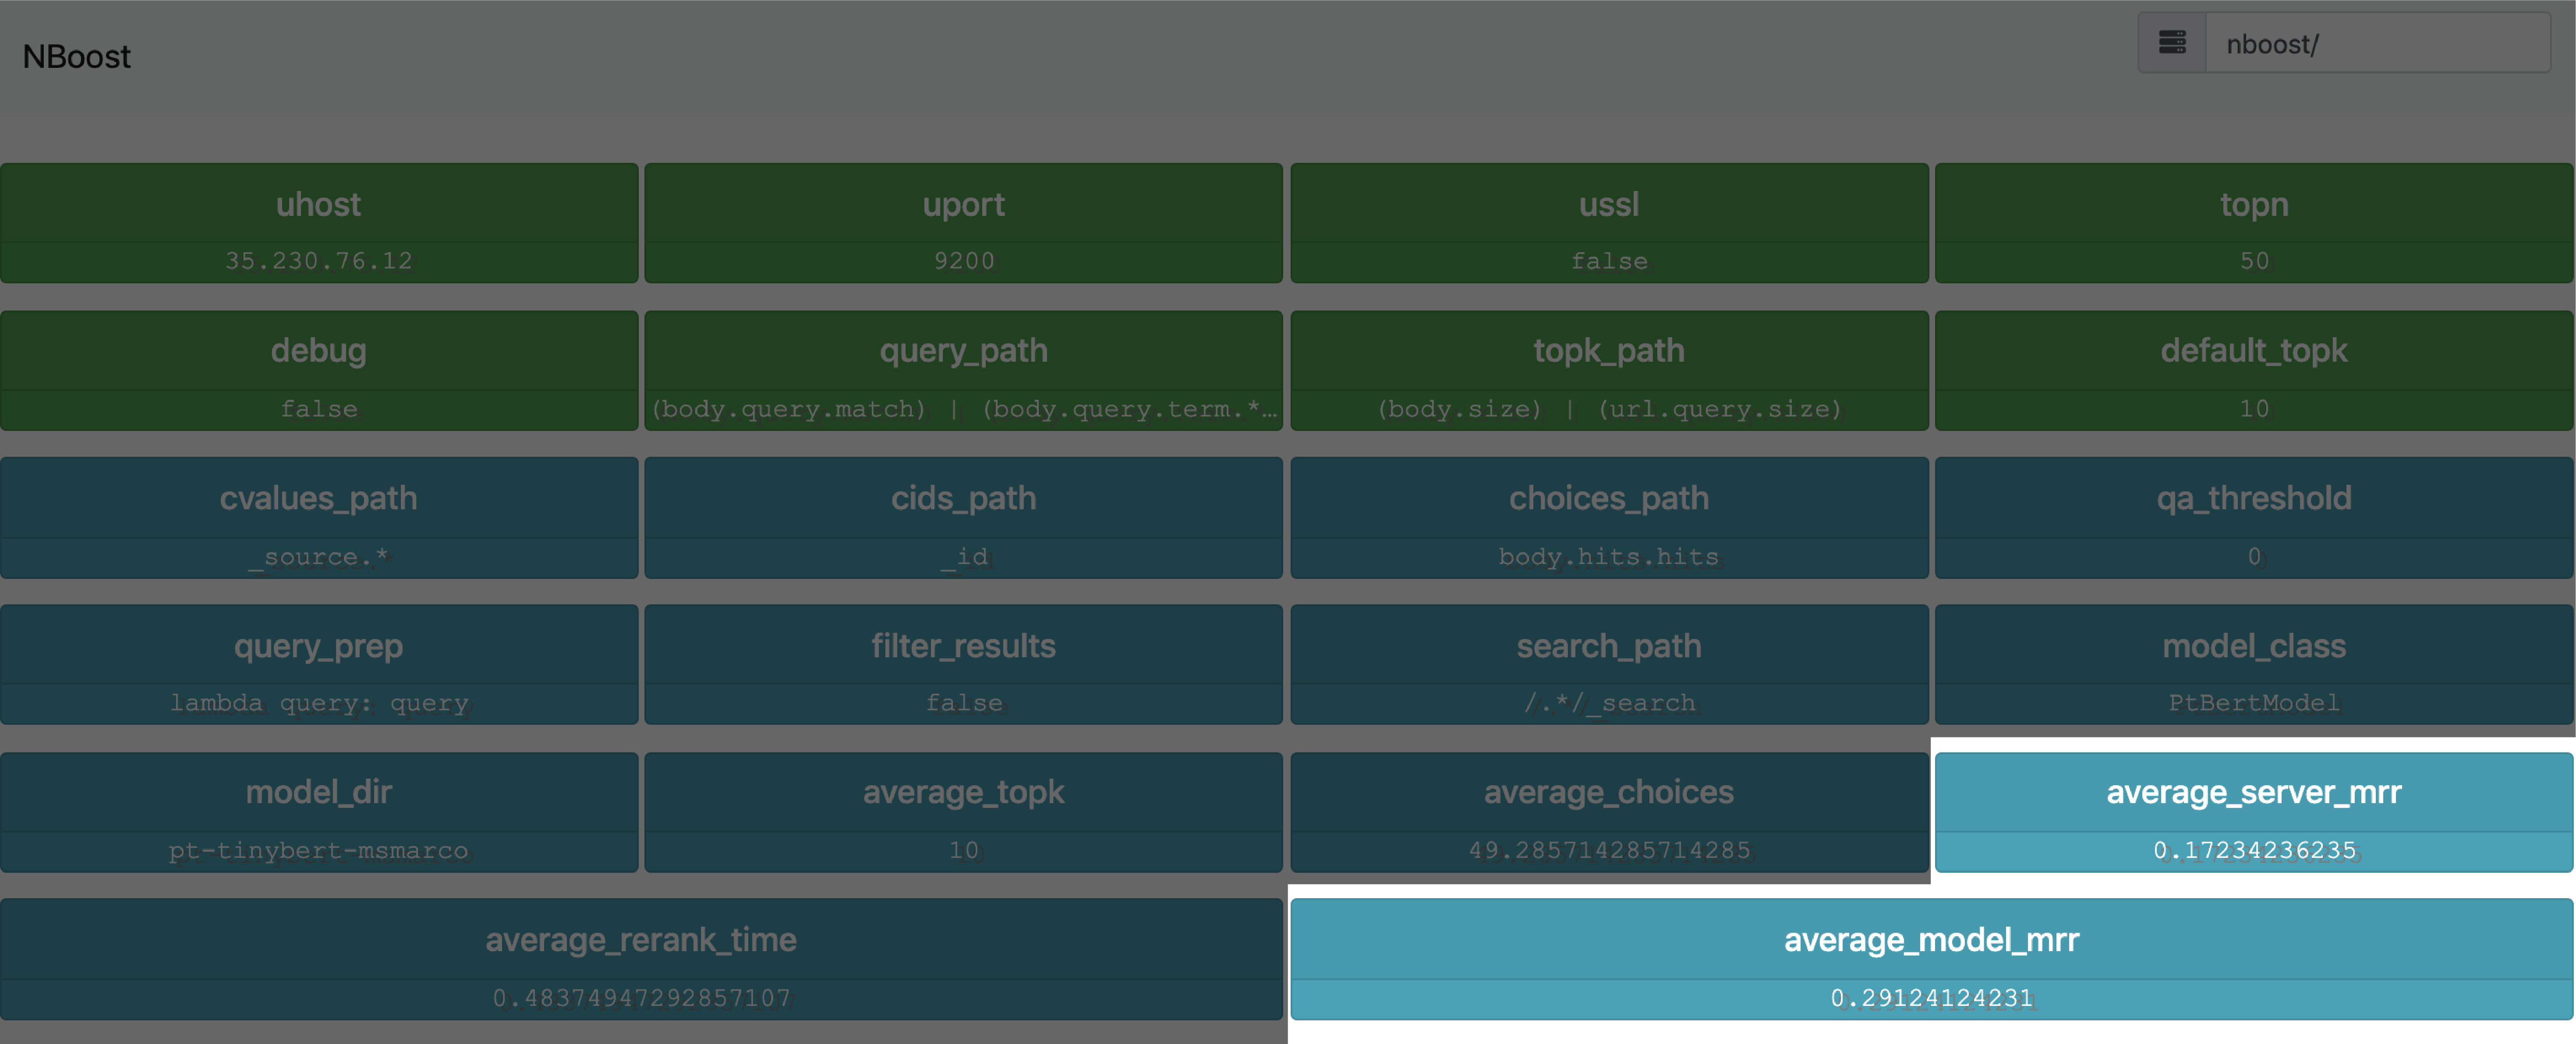 NBoost
nboost/
uhost
uport
ussl
topn
35.230.76.12
9200
false
50
debug
query_path
topk_path
default_topk
false
(body.query.match) | (body.query.term.*…
(body.size) | (url.query.size)
10
cvalues_path
cids_path
choices_path
qa_threshold
_source.*
_id
body.hits.hits
0
query_prep
filter_results
search_path
model_class
lambda query: query
false
/.*/_search
PtBertModel
model_dir
average_topk
average_choices
average_server_mrr
pt-tinybert-msmarco
10
49.285714285714285
0.17234236235
average_rerank_time
average_model_mrr
0.48374947292857107
0.29124124231